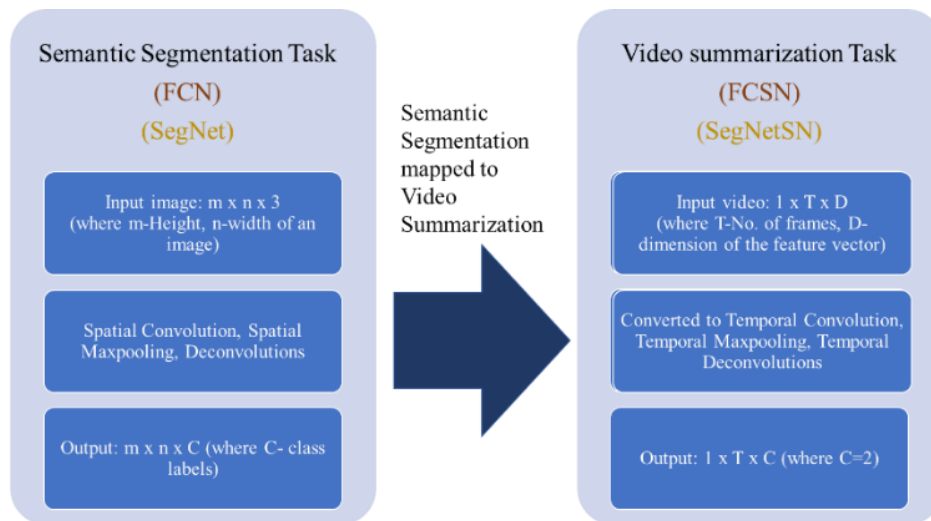 Semantic Segmentation Task
(FCN)
(SegNet)
Input image: m x n x 3
(where m-Height, n-width of an
image)
Spatial Convolution, Spatial
Maxpooling, Deconvolutions
Output: m x n x C (where C- class
labels)
Semantic
Segmentation
mapped to
Video
Summarization
Video summarization Task
(FCSN)
(SegNetSN)
Input video: 1 x T x D
(where T-No. of frames, D-
dimension of the feature vector)
Converted to Temporal Convolution,
Temporal Maxpooling, Temporal
Deconvolutions
Output: 1 x T x C (where C=2)